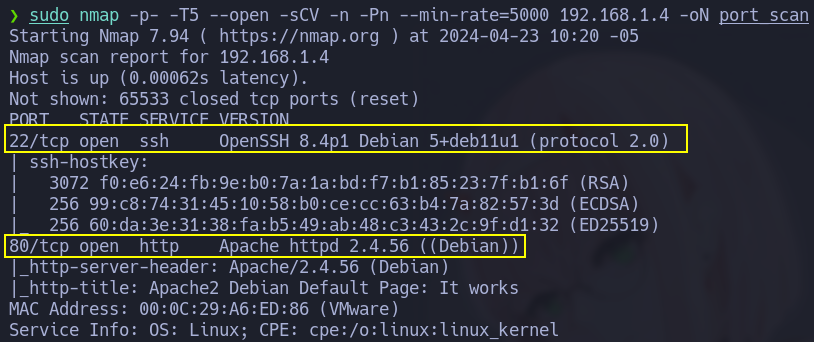 ❯ sudo nmap -p- -T5 --open -sCV -n -Pn --min-rate=5000 192.168.1.4 -oN port_scan
Starting Nmap 7.94 ( https://nmap.org ) at 2024-04-23 10:20 -05
Nmap scan report for 192.168.1.4
Host is up (0.00062s latency).
Not shown: 65533 closed tcp ports (reset)
PORT   STATE SERVICE VERSION
22/tcp open  ssh     OpenSSH 8.4p1 Debian 5+deb11u1 (protocol 2.0)
| ssh-hostkey:
|   3072 f0:e6:24:fb:9e:b0:7a:1a:bd:f7:b1:85:23:7f:b1:6f (RSA)
|   256 99:c8:74:31:45:10:58:b0:ce:cc:63:b4:7a:82:57:3d (ECDSA)
|_  256 60:da:3e:31:38:fa:b5:49:ab:48:c3:43:2c:9f:d1:32 (ED25519)
80/tcp open  http    Apache httpd 2.4.56 ((Debian))
|_http-server-header: Apache/2.4.56 (Debian)
|_http-title: Apache2 Debian Default Page: It works
MAC Address: 00:0C:29:A6:ED:86 (VMware)
Service Info: OS: Linux; CPE: cpe:/o:linux:linux_kernel